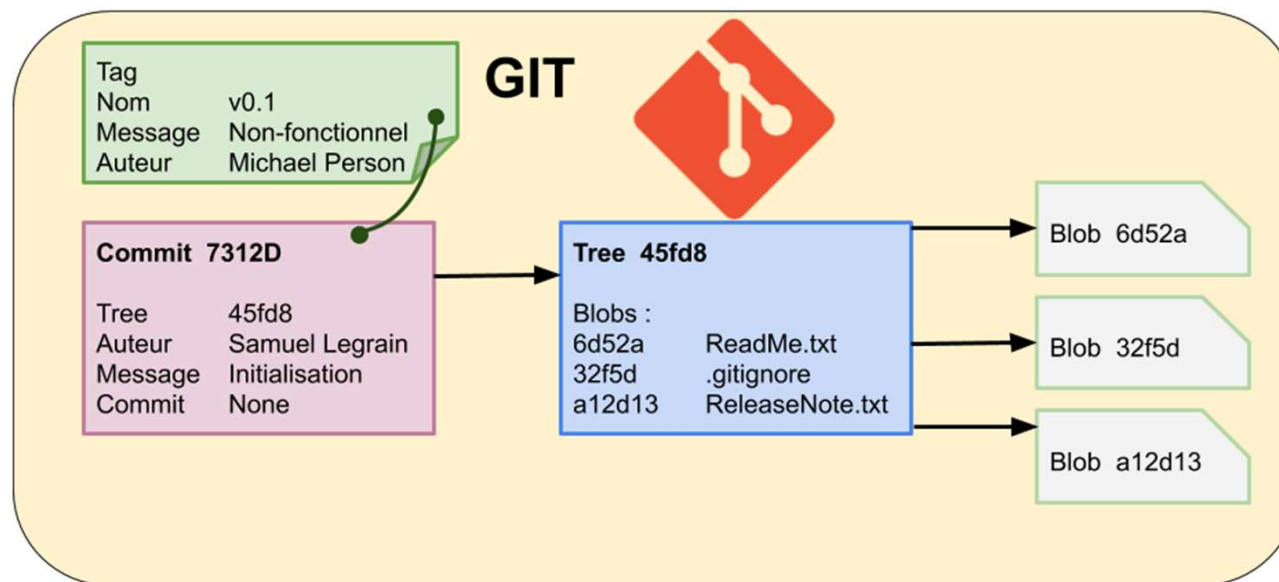 GIT
Tag
Nom v0.1
Message Non-fonctionnel
Auteur Michael Person
Commit 7312D
Tree 45fd8
Auteur Samuel Legrain
Message Initialisation
Commit None
Tree 45fd8
Blobs :
6d52a ReadMe.txt
32f5d .gitignore
a12d13 ReleaseNote.txt
Blob 6d52a
Blob 32f5d
Blob a12d13